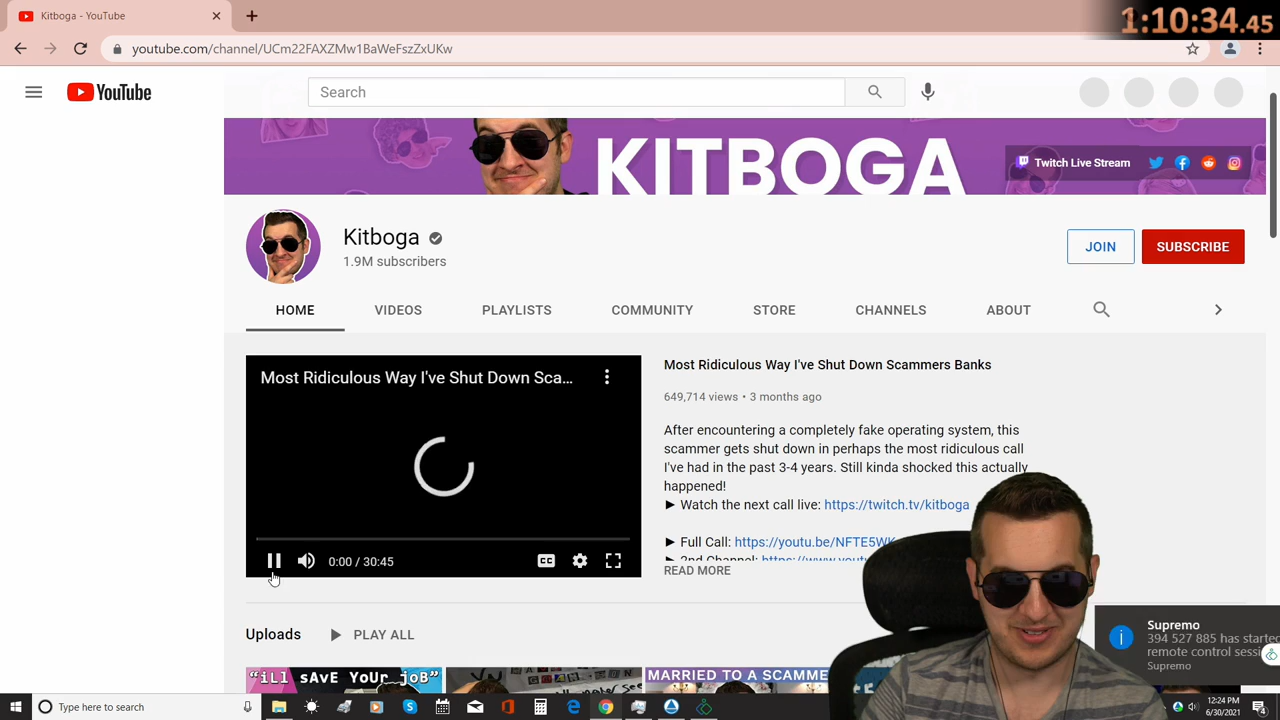 Kitboga - YouTube
1:10:34.45
youtube.com/channel/UCm22FAXZMw1BaWeFszZxUKw
YouTube
Search
KITBOGA
Twitch Live Stream
Kitboga
1.9M subscribers
JOIN
SUBSCRIBE
HOME
VIDEOS
PLAYLISTS
COMMUNITY
STORE
CHANNELS
ABOUT
Most Ridiculous Way I've Shut Down Sca...
0:00 / 30:45
CC
Most Ridiculous Way I've Shut Down Scammers Banks
649,714 views • 3 months ago
After encountering a completely fake operating system, this
scammer gets shut down in perhaps the most ridiculous call
I've had in the past 3-4 years. Still kinda shocked this actually
happened!
► Watch the next call live: https://twitch.tv/kitboga
► Full Call: https://youtu.be/NFTE5WK
► 2nd Channel:
READ MORE
Uploads
PLAY ALL
"iLl sAvE YoUr joB"
MARRIED TO A SCAMME
Supremo
394 527 885 has started
remote control sessi
Supremo
Type here to search
12:24 PM
6/30/2021